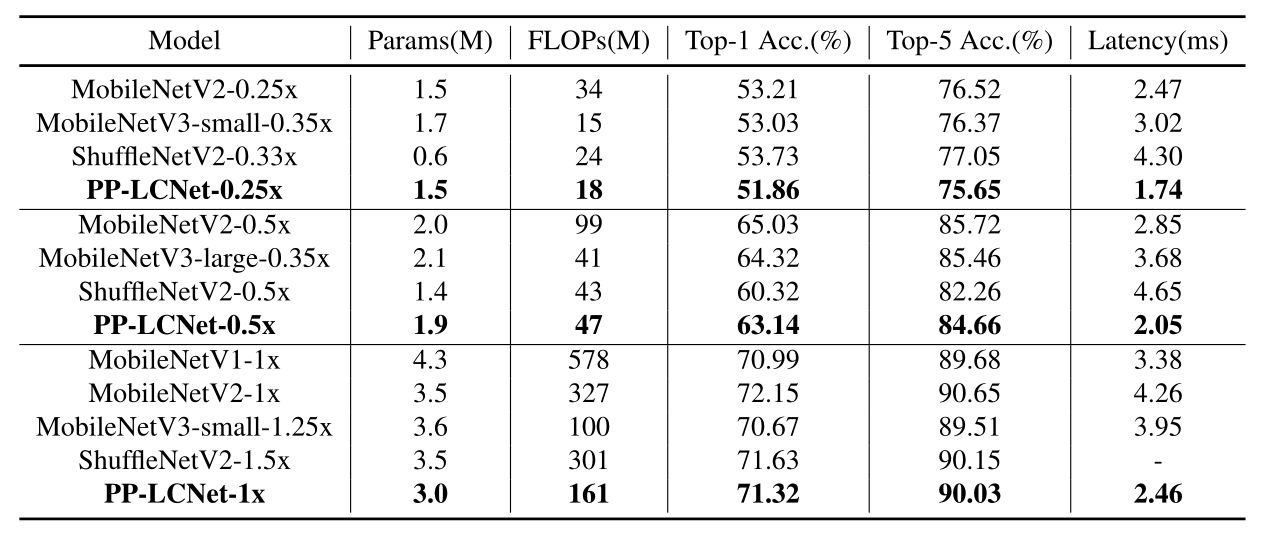 Model Params(M) FLOPs(M) Top-1 Acc.(%) Top-5 Acc.(%) Latency(ms)
MobileNetV2-0.25x 1.5 34 53.21 76.52 2.47
MobileNetV3-small-0.35x 1.7 15 53.03 76.37 3.02
ShuffleNetV2-0.33x 0.6 24 53.73 77.05 4.30
PP-LCNet-0.25x 1.5 18 51.86 75.65 1.74
MobileNetV2-0.5x 2.0 99 65.03 85.72 2.85
MobileNetV3-large-0.35x 2.1 41 64.32 85.46 3.68
ShuffleNetV2-0.5x 1.4 43 60.32 82.26 4.65
PP-LCNet-0.5x 1.9 47 63.14 84.66 2.05
MobileNetV1-1x 4.3 578 70.99 89.68 3.38
MobileNetV2-1x 3.5 327 72.15 90.65 4.26
MobileNetV3-small-1.25x 3.6 100 70.67 89.51 3.95
ShuffleNetV2-1.5x 3.5 301 71.63 90.15 -
PP-LCNet-1x 3.0 161 71.32 90.03 2.46